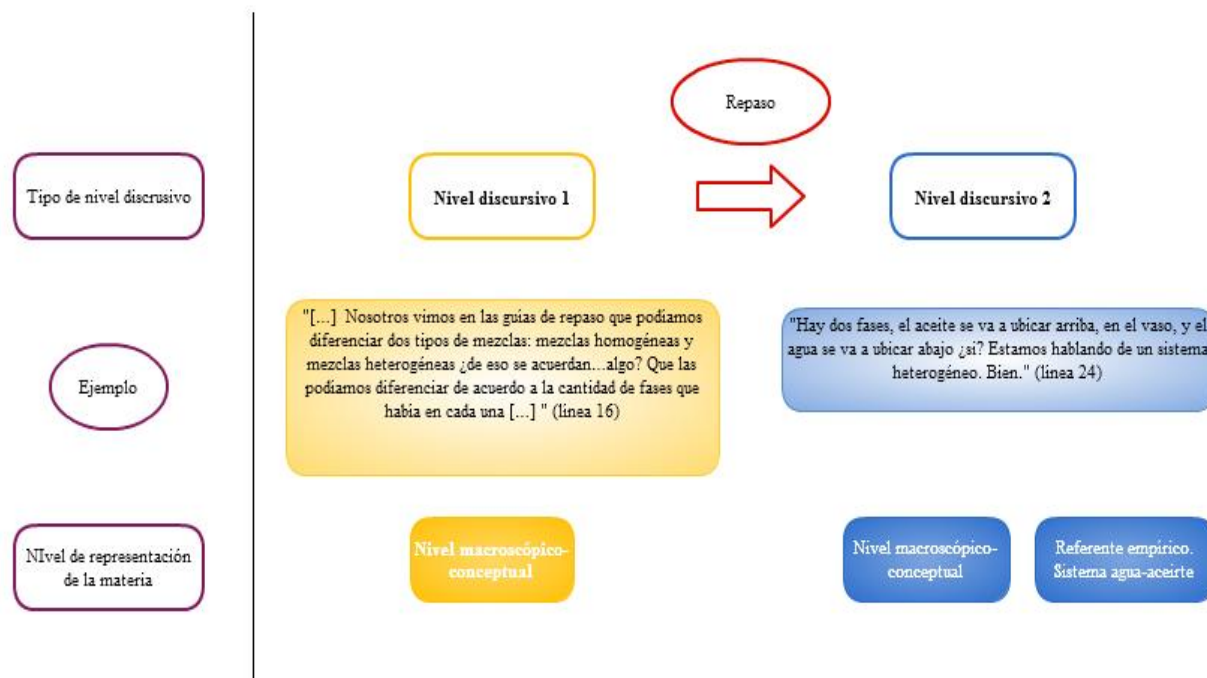 Repaso
Tipo de nivel discrusivo
Nivel discursivo 1
Nivel discursivo 2
Ejemplo
"[...] Nosotros vimos en las guías de repaso que podíamos
diferenciar dos tipos de mezclas: mezclas homogéneas y
mezclas heterogéneas ¿de eso se acuerdan...algo? Que las
podíamos diferenciar de acuerdo a la cantidad de fases que
había en cada una [...] " (línea 16)
"Hay dos fases, el aceite se va a ubicar arriba, en el vaso, y el
agua se va a ubicar abajo ¿sí? Estamos hablando de un sistema
heterogéneo. Bien." (línea 24)
NIvel de representación
de la materia
Nivel macroscópico-
conceptual
Nivel macroscópico-
conceptual
Referente empírico.
Sistema agua-aceirte